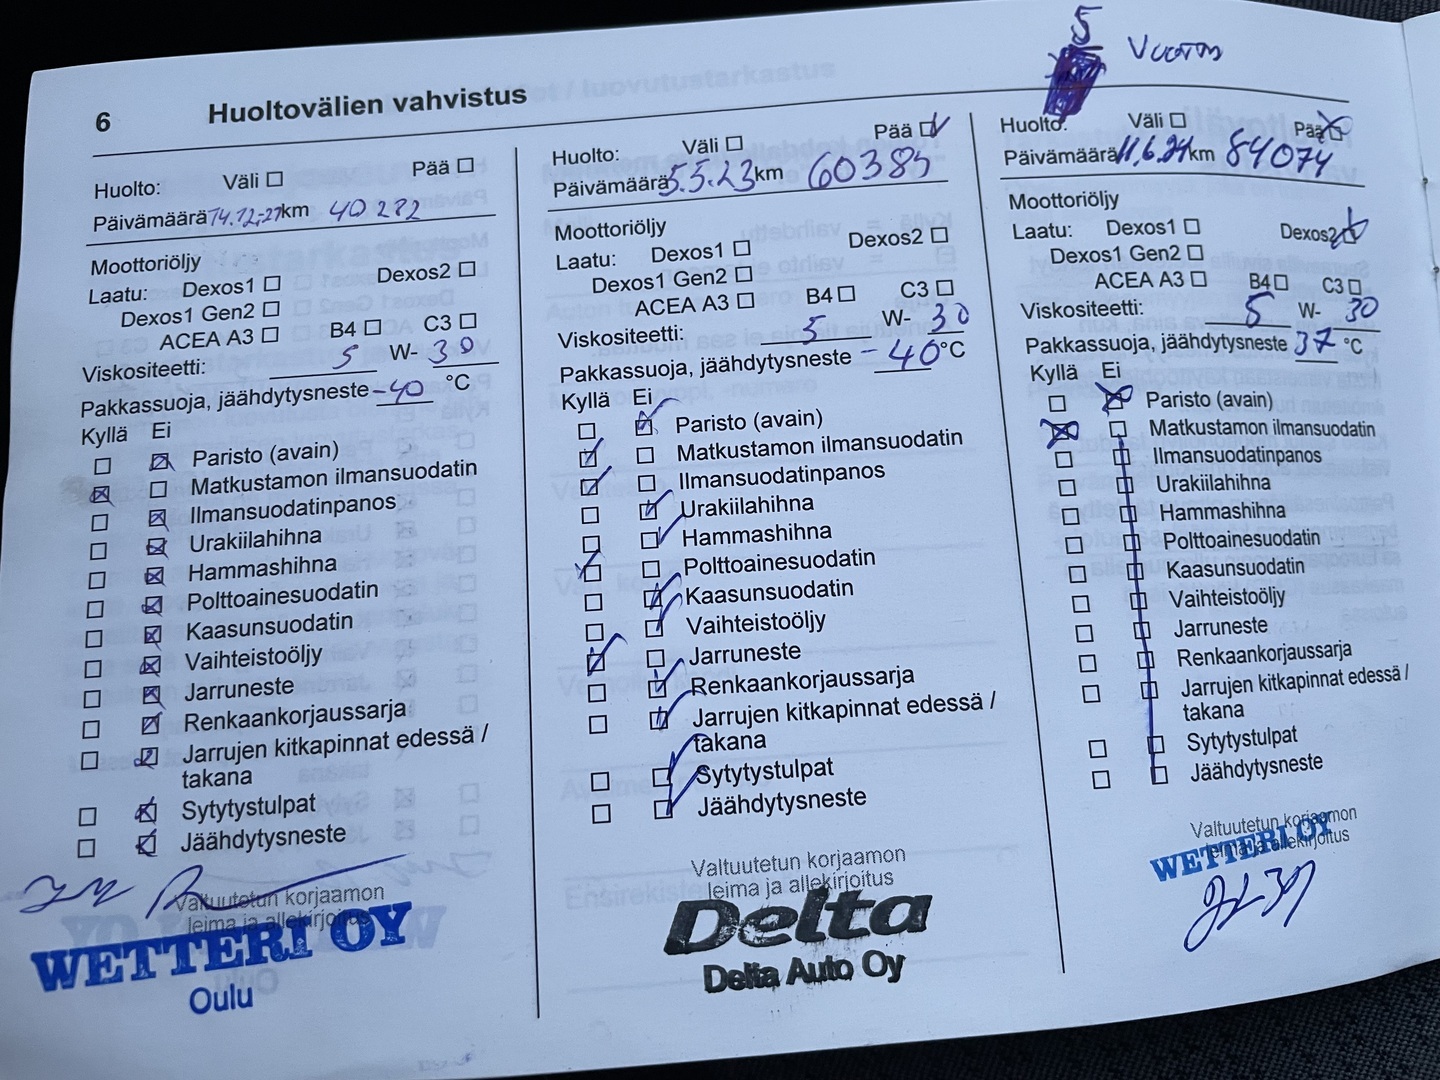 6 Huoltovälien vahvistus
Huolto: Väli ☐ Pää ☐
Päivämäärä 14.12.21 km 40282
Moottoriöljy
Laatu: Dexos1 ☐ Dexos2 ☐
Dexos1 Gen2 ☐
ACEA A3 ☐ B4 ☐ C3 ☐
Viskositeetti: 5 W- 30
Pakkassuoja, jäähdytysneste -40 °C
Kyllä Ei
☐ ☒ Paristo (avain)
☒ ☐ Matkustamon ilmansuodatin
☐ ☒ Ilmansuodatinpanos
☐ ☒ Urakiilahihna
☐ ☒ Hammashihna
☐ ☒ Polttoainesuodatin
☐ ☒ Kaasunsuodatin
☐ ☒ Vaihteistoöljy
☐ ☒ Jarruneste
☐ ☒ Renkaankorjaussarja
☐ ☒ Jarrujen kitkapinnat edessä /
takana
☐ ☒ Sytytystulpat
☐ ☒ Jäähdytysneste
Valtuutetun korjaamon
leima ja allekirjoitus
WETTERI OY
Oulu
Huolto: Väli ☐ Pää ☑
Päivämäärä 5.5.23 km 60385
Moottoriöljy
Laatu: Dexos1 ☐ Dexos2 ☐
Dexos1 Gen2 ☐
ACEA A3 ☐ B4 ☐ C3 ☐
Viskositeetti: 5 W- 30
Pakkassuoja, jäähdytysneste -40 °C
Kyllä Ei
☐ ☑ Paristo (avain)
☑ ☐ Matkustamon ilmansuodatin
☑ ☐ Ilmansuodatinpanos
☐ ☑ Urakiilahihna
☐ ☑ Hammashihna
☑ ☐ Polttoainesuodatin
☐ ☑ Kaasunsuodatin
☐ ☑ Vaihteistoöljy
☑ ☐ Jarruneste
☐ ☑ Renkaankorjaussarja
☐ ☑ Jarrujen kitkapinnat edessä /
takana
☐ ☑ Sytytystulpat
☐ ☑ Jäähdytysneste
Valtuutetun korjaamon
leima ja allekirjoitus
Delta
Delta Auto Oy
5 Vuotis
Huolto: Väli ☐ Pää ☒
Päivämäärä 11.6.24 km 84074
Moottoriöljy
Laatu: Dexos1 ☐ Dexos2 ☑
Dexos1 Gen2 ☐
ACEA A3 ☐ B4 ☐ C3 ☐
Viskositeetti: 5 W- 30
Pakkassuoja, jäähdytysneste 37 °C
Kyllä Ei
☐ ☒ Paristo (avain)
☒ ☐ Matkustamon ilmansuodatin
☐ ☐ Ilmansuodatinpanos
☐ ☐ Urakiilahihna
☐ ☐ Hammashihna
☐ ☐ Polttoainesuodatin
☐ ☐ Kaasunsuodatin
☐ ☐ Vaihteistoöljy
☐ ☐ Jarruneste
☐ ☐ Renkaankorjaussarja
☐ ☐ Jarrujen kitkapinnat edessä /
takana
☐ ☐ Sytytystulpat
☐ ☐ Jäähdytysneste
Valtuutetun korjaamon
leima ja allekirjoitus
WETTERI OY